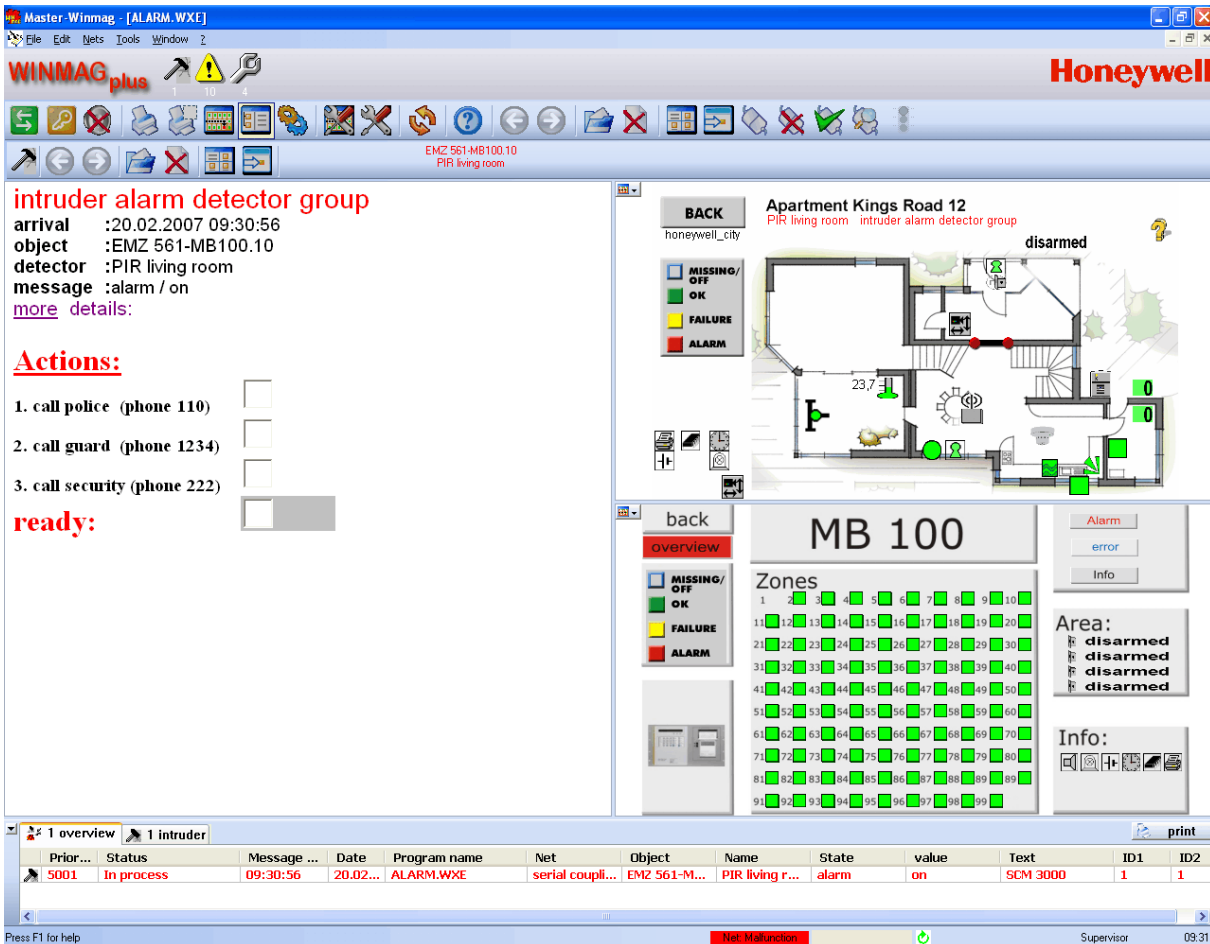 Master-Winmag - [ALARM.WXE]
File Edit Nets Tools Window ?
WINMAG plus
1 10 4
Honeywell
EMZ 561-MB100.10
PIR living room
intruder alarm detector group
arrival :20.02.2007 09:30:56
object :EMZ 561-MB100.10
detector :PIR living room
message :alarm / on
more details:
Actions:
1. call police (phone 110)
2. call guard (phone 1234)
3. call security (phone 222)
ready:
BACK
honeywell_city
Apartment Kings Road 12
PIR living room intruder alarm detector group
disarmed
MISSING/
OFF
OK
FAILURE
ALARM
23,7
0
0
back
overview
MISSING/
OFF
OK
FAILURE
ALARM
MB 100
Zones
1 2 3 4 5 6 7 8 9 10
11 12 13 14 15 16 17 18 19 20
21 22 23 24 25 26 27 28 29 30
31 32 33 34 35 36 37 38 39 40
41 42 43 44 45 46 47 48 49 50
51 52 53 54 55 56 57 58 59 60
61 62 63 64 65 66 67 68 69 70
71 72 73 74 75 76 77 78 79 80
81 82 83 84 85 86 87 88 89 89
91 92 93 94 95 96 97 98 99
Alarm
error
Info
Area:
disarmed
disarmed
disarmed
disarmed
Info:
1 overview 1 intruder
print
Prior... Status Message ... Date Program name Net Object Name State value Text ID1 ID2
5001 In process 09:30:56 20.02... ALARM.WXE serial coupli... EMZ 561-M... PIR living r... alarm on SCM 3000 1 1
Press F1 for help
Net: Malfunction
Supervisor 09:31